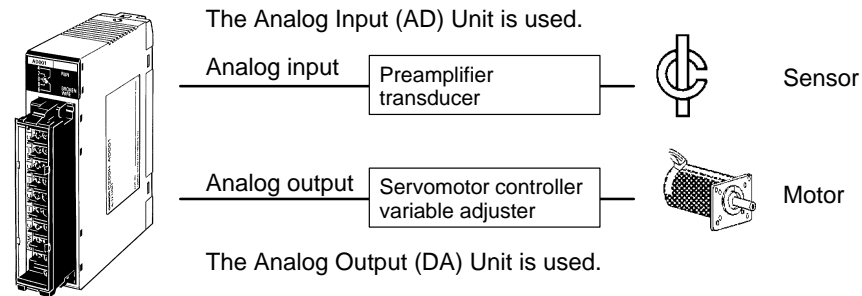 The Analog Input (AD) Unit is used.
Analog input
Preamplifier
transducer
Sensor
Analog output
Servomotor controller
variable adjuster
Motor
The Analog Output (DA) Unit is used.